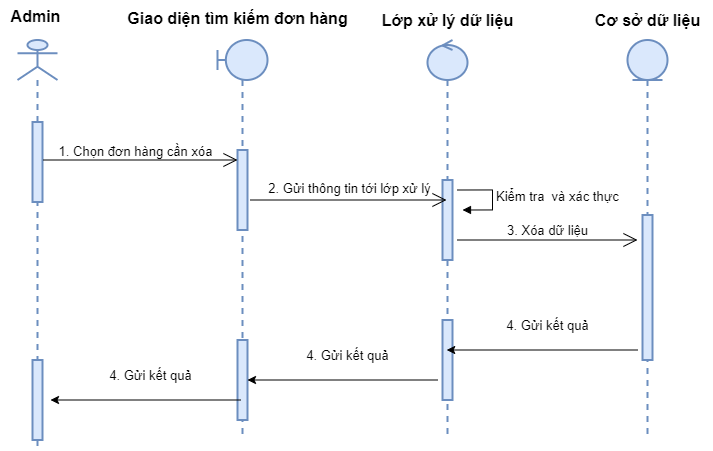 Admin
Giao diện tìm kiếm đơn hàng
Lớp xử lý dữ liệu
Cơ sở dữ liệu
1. Chọn đơn hàng cần xóa
2. Gửi thông tin tới lớp xử lý
Kiểm tra và xác thực
3. Xóa dữ liệu
4. Gửi kết quả
4. Gửi kết quả
4. Gửi kết quả